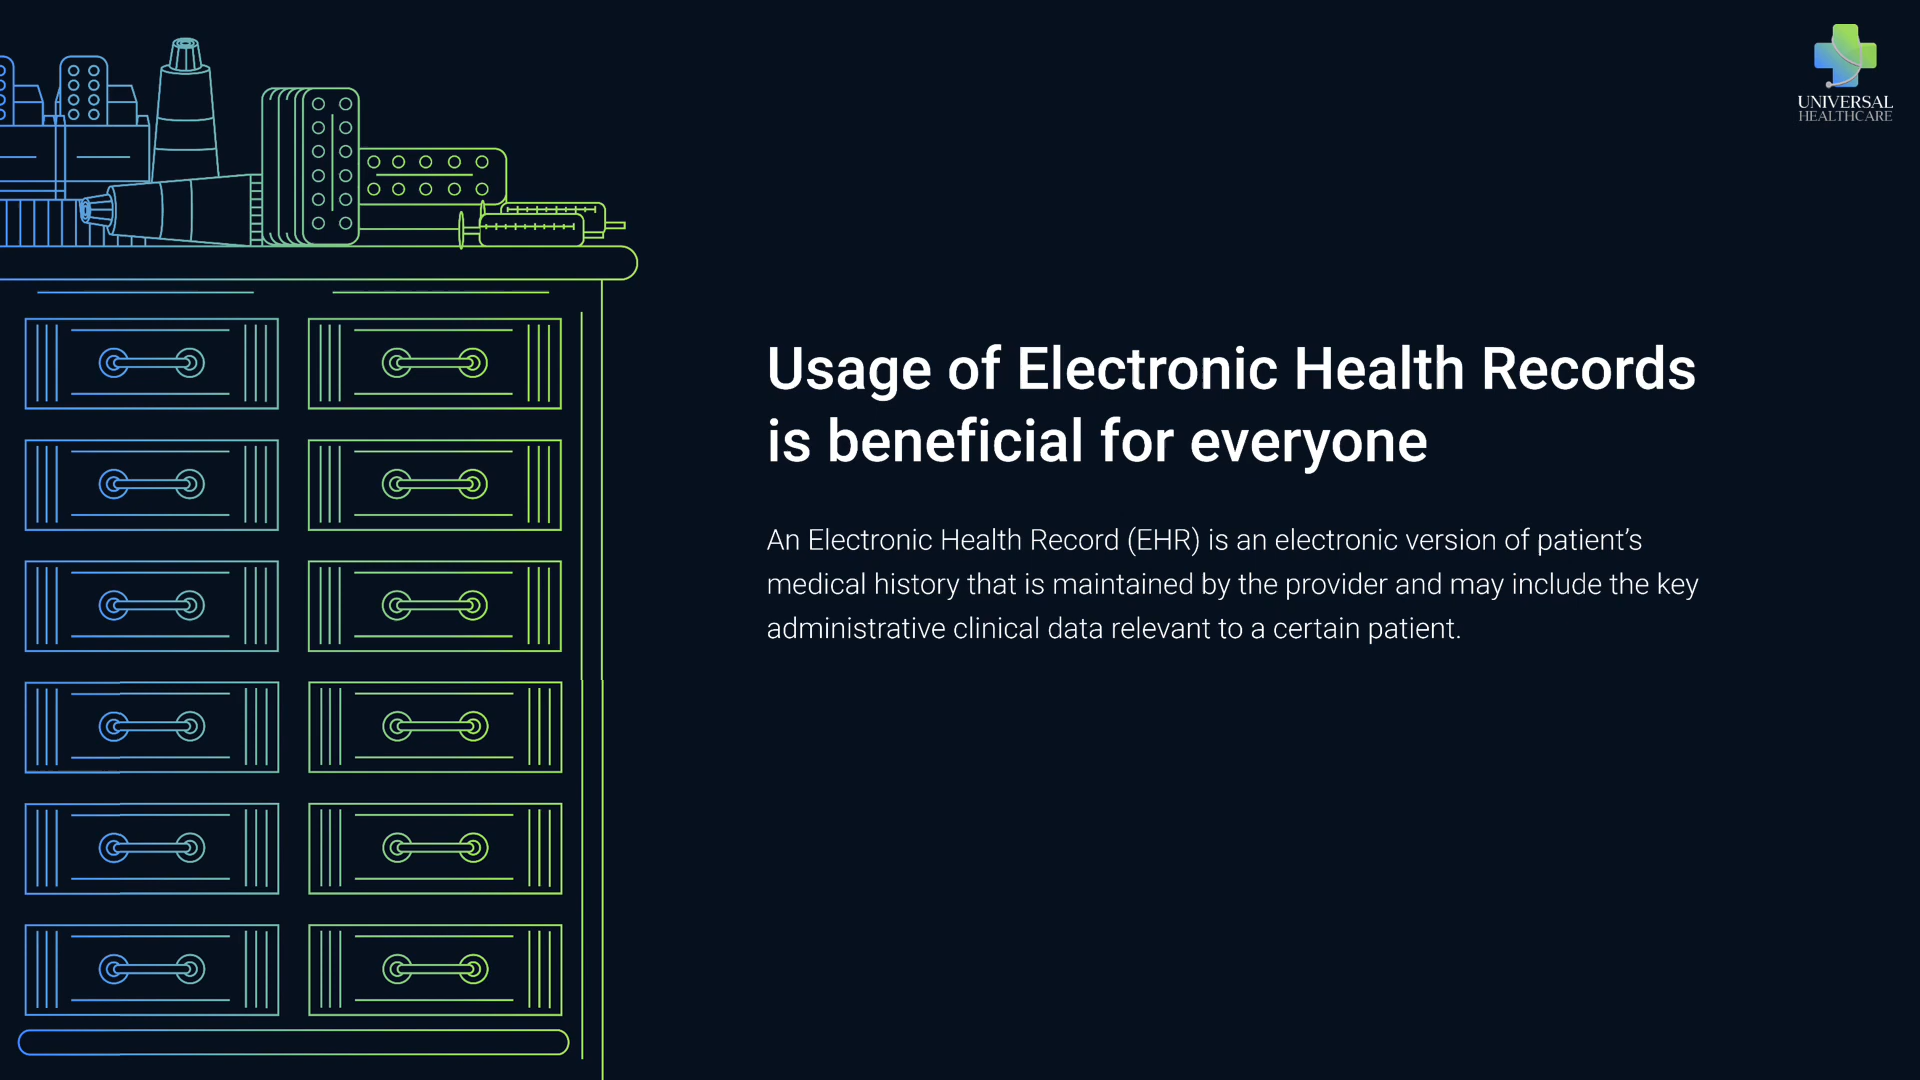 UNIVERSAL
HEALTHCARE
Usage of Electronic Health Records
is beneficial for everyone
An Electronic Health Record (EHR) is an electronic version of patient’s
medical history that is maintained by the provider and may include the key
administrative clinical data relevant to a certain patient.